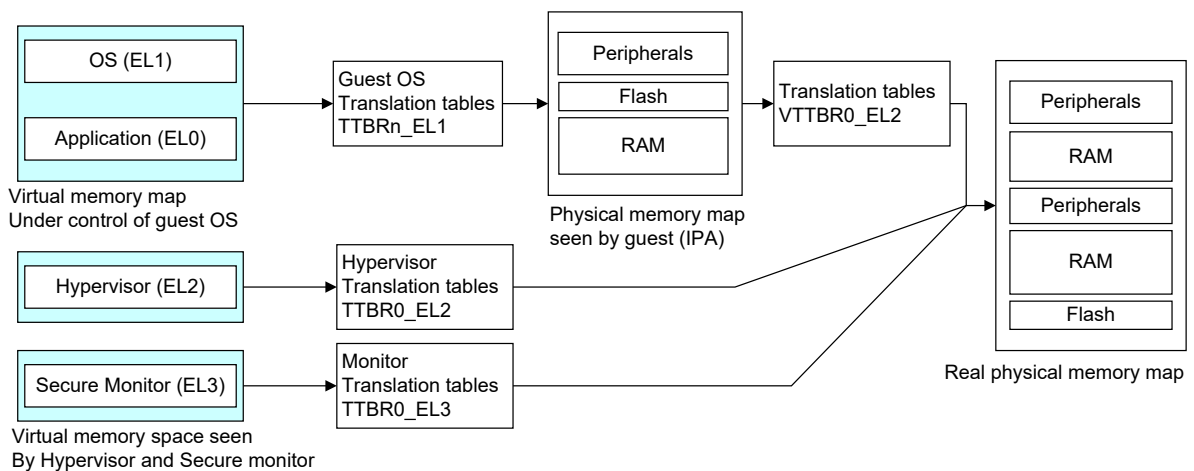 OS (EL1)
Application (EL0)
Virtual memory map
Under control of guest OS
Guest OS
Translation tables
TTBRn_EL1
Peripherals
Flash
RAM
Physical memory map
seen by guest (IPA)
Translation tables
VTTBR0_EL2
Hypervisor (EL2)
Hypervisor
Translation tables
TTBR0_EL2
Secure Monitor (EL3)
Virtual memory space seen
By Hypervisor and Secure monitor
Monitor
Translation tables
TTBR0_EL3
Peripherals
RAM
Peripherals
RAM
Flash
Real physical memory map